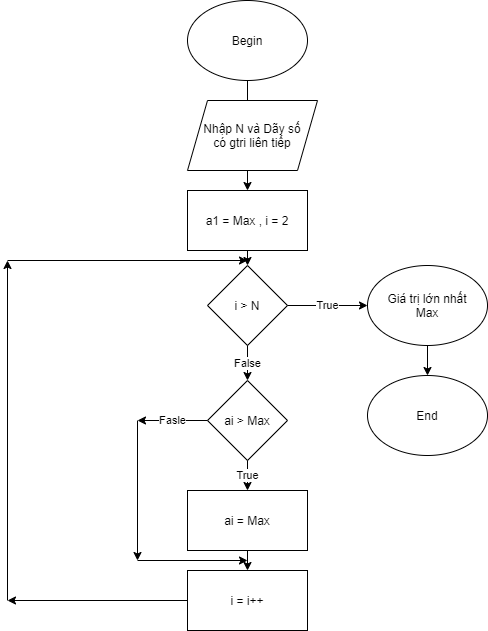 Begin
Nhập N và Dãy số
có gtri liên tiếp
a1 = Max , i = 2
i > N
True
Giá trị lớn nhất
Max
False
End
ai > Max
Fasle
True
ai = Max
i = i++